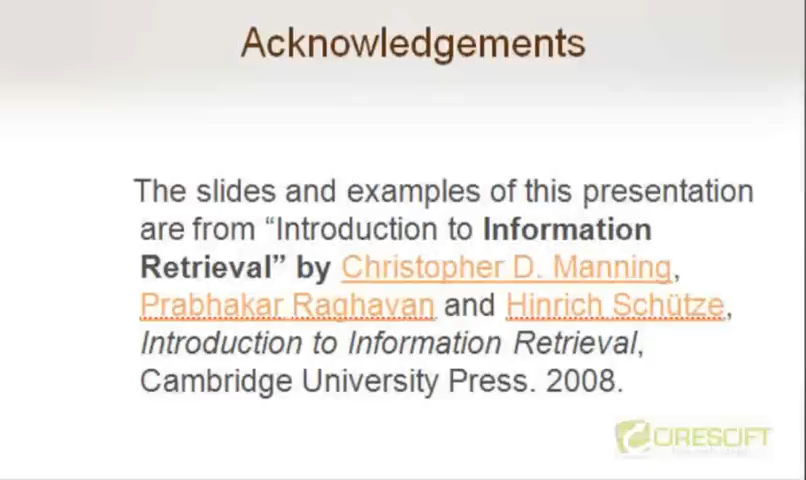 Acknowledgements
The slides and examples of this presentation
are from “Introduction to Information
Retrieval” by Christopher D. Manning,
Prabhakar Raghavan and Hinrich Schütze,
Introduction to Information Retrieval,
Cambridge University Press. 2008.